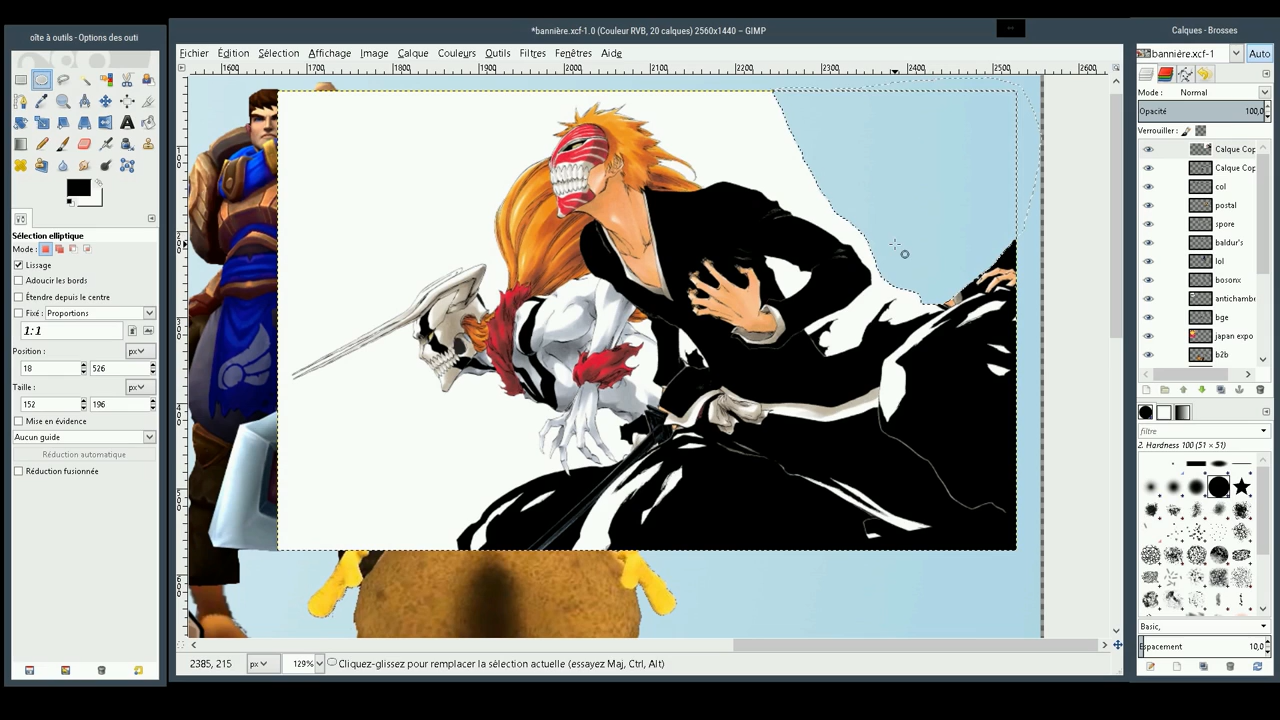 oîte à outils - Options des outi
*bannière.xcf-1.0 (Couleur RVB, 20 calques) 2560x1440 – GIMP
Calques - Brosses
Fichier Édition Sélection Affichage Image Calque Couleurs Outils Filtres Fenêtres Aide
bannière.xcf-1 Auto
1600 1700 1800 1900 2000 2100 2200 2300 2400 2500 2600
Mode : Normal
Opacité 100,0
Verrouiller :
Calque Cop
Calque Cop
col
postal
spore
baldur's
lol
bosonx
antichambre
bge
japan expo
b2b
Sélection elliptique
Mode :
Lissage
Adoucir les bords
Étendre depuis le centre
Fixé : Proportions
1:1
Position : px
18 526
Taille : px
152 196
Mise en évidence
Aucun guide
Réduction automatique
Réduction fusionnée
filtre
2. Hardness 100 (51 × 51)
Basic,
Espacement 10,0
2385, 215 px 129% Cliquez-glissez pour remplacer la sélection actuelle (essayez Maj, Ctrl, Alt)